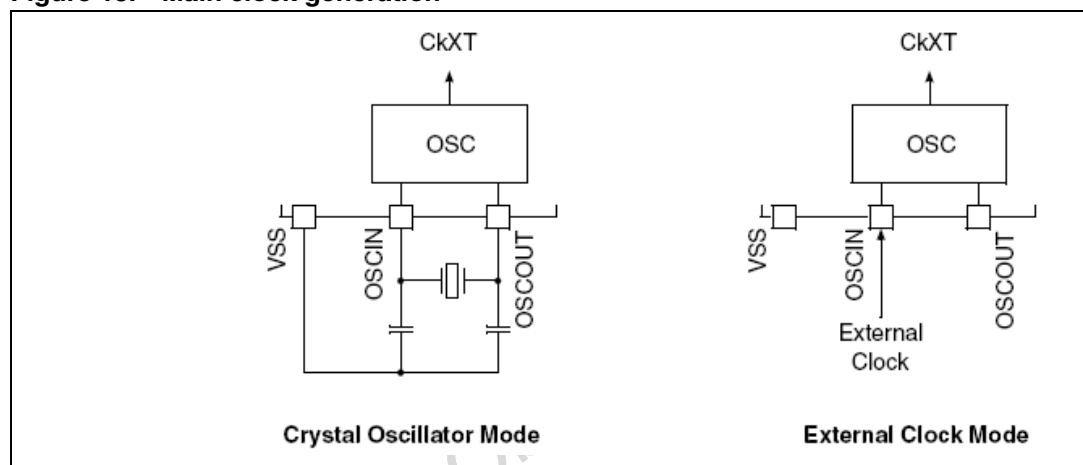 Figure 18. Main clock generation
CkXT
OSC
VSS
OSCIN
OSCOUT
Crystal Oscillator Mode
CkXT
OSC
VSS
OSCIN
OSCOUT
External
Clock
External Clock Mode